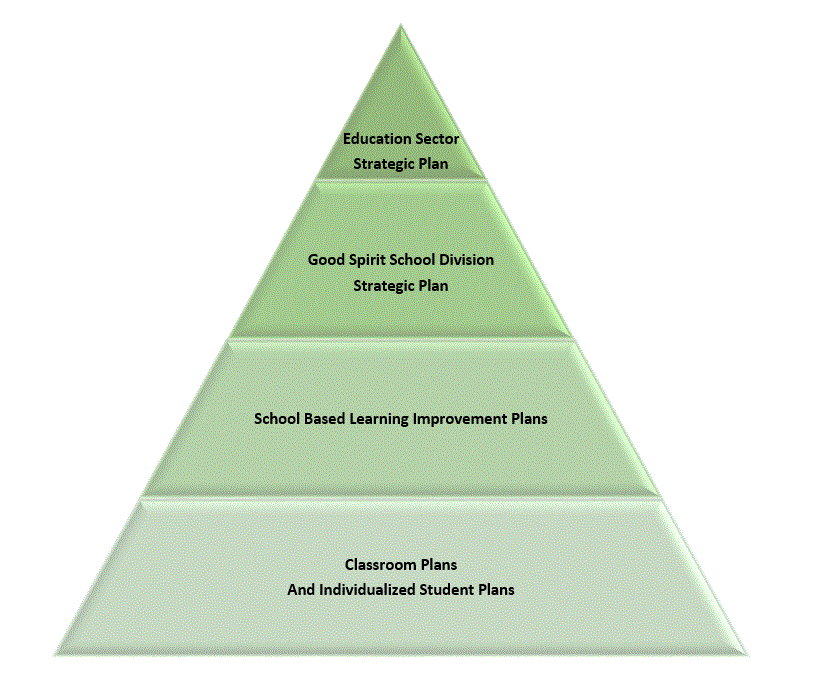 Education Sector
Strategic Plan
Good Spirit School Division
Strategic Plan
School Based Learning Improvement Plans
Classroom Plans
And Individualized Student Plans